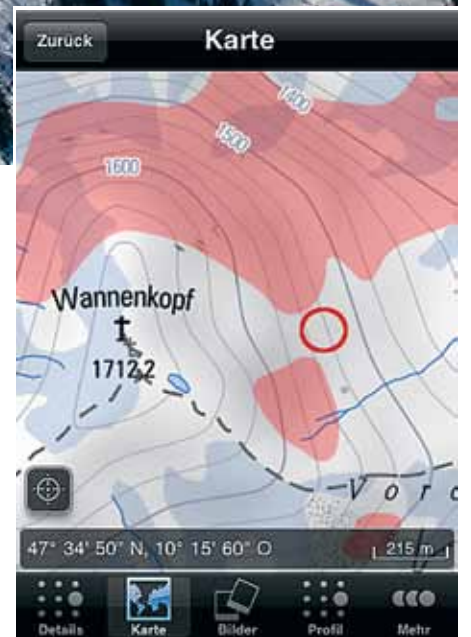 Zurück Karte
1400
1500
1600
Wannenkopf
1712,2
Vorc
47° 34' 50" N, 10° 15' 60" O 215 m
Details Karte Bilder Profil Mehr